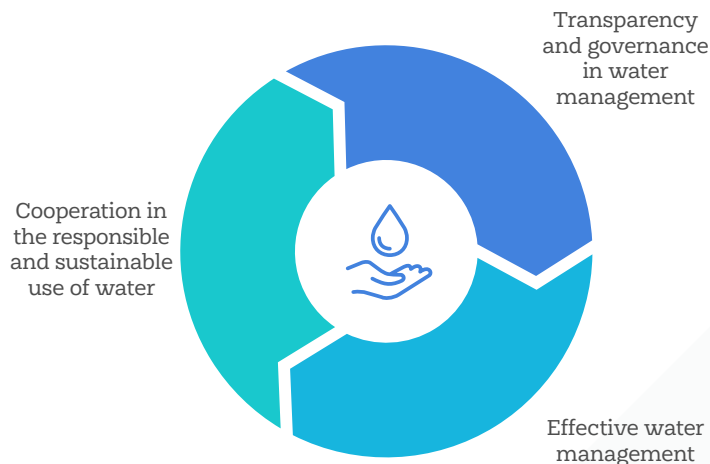 Transparency
and governance
in water
management
Cooperation in
the responsible
and sustainable
use of water
Effective water
management